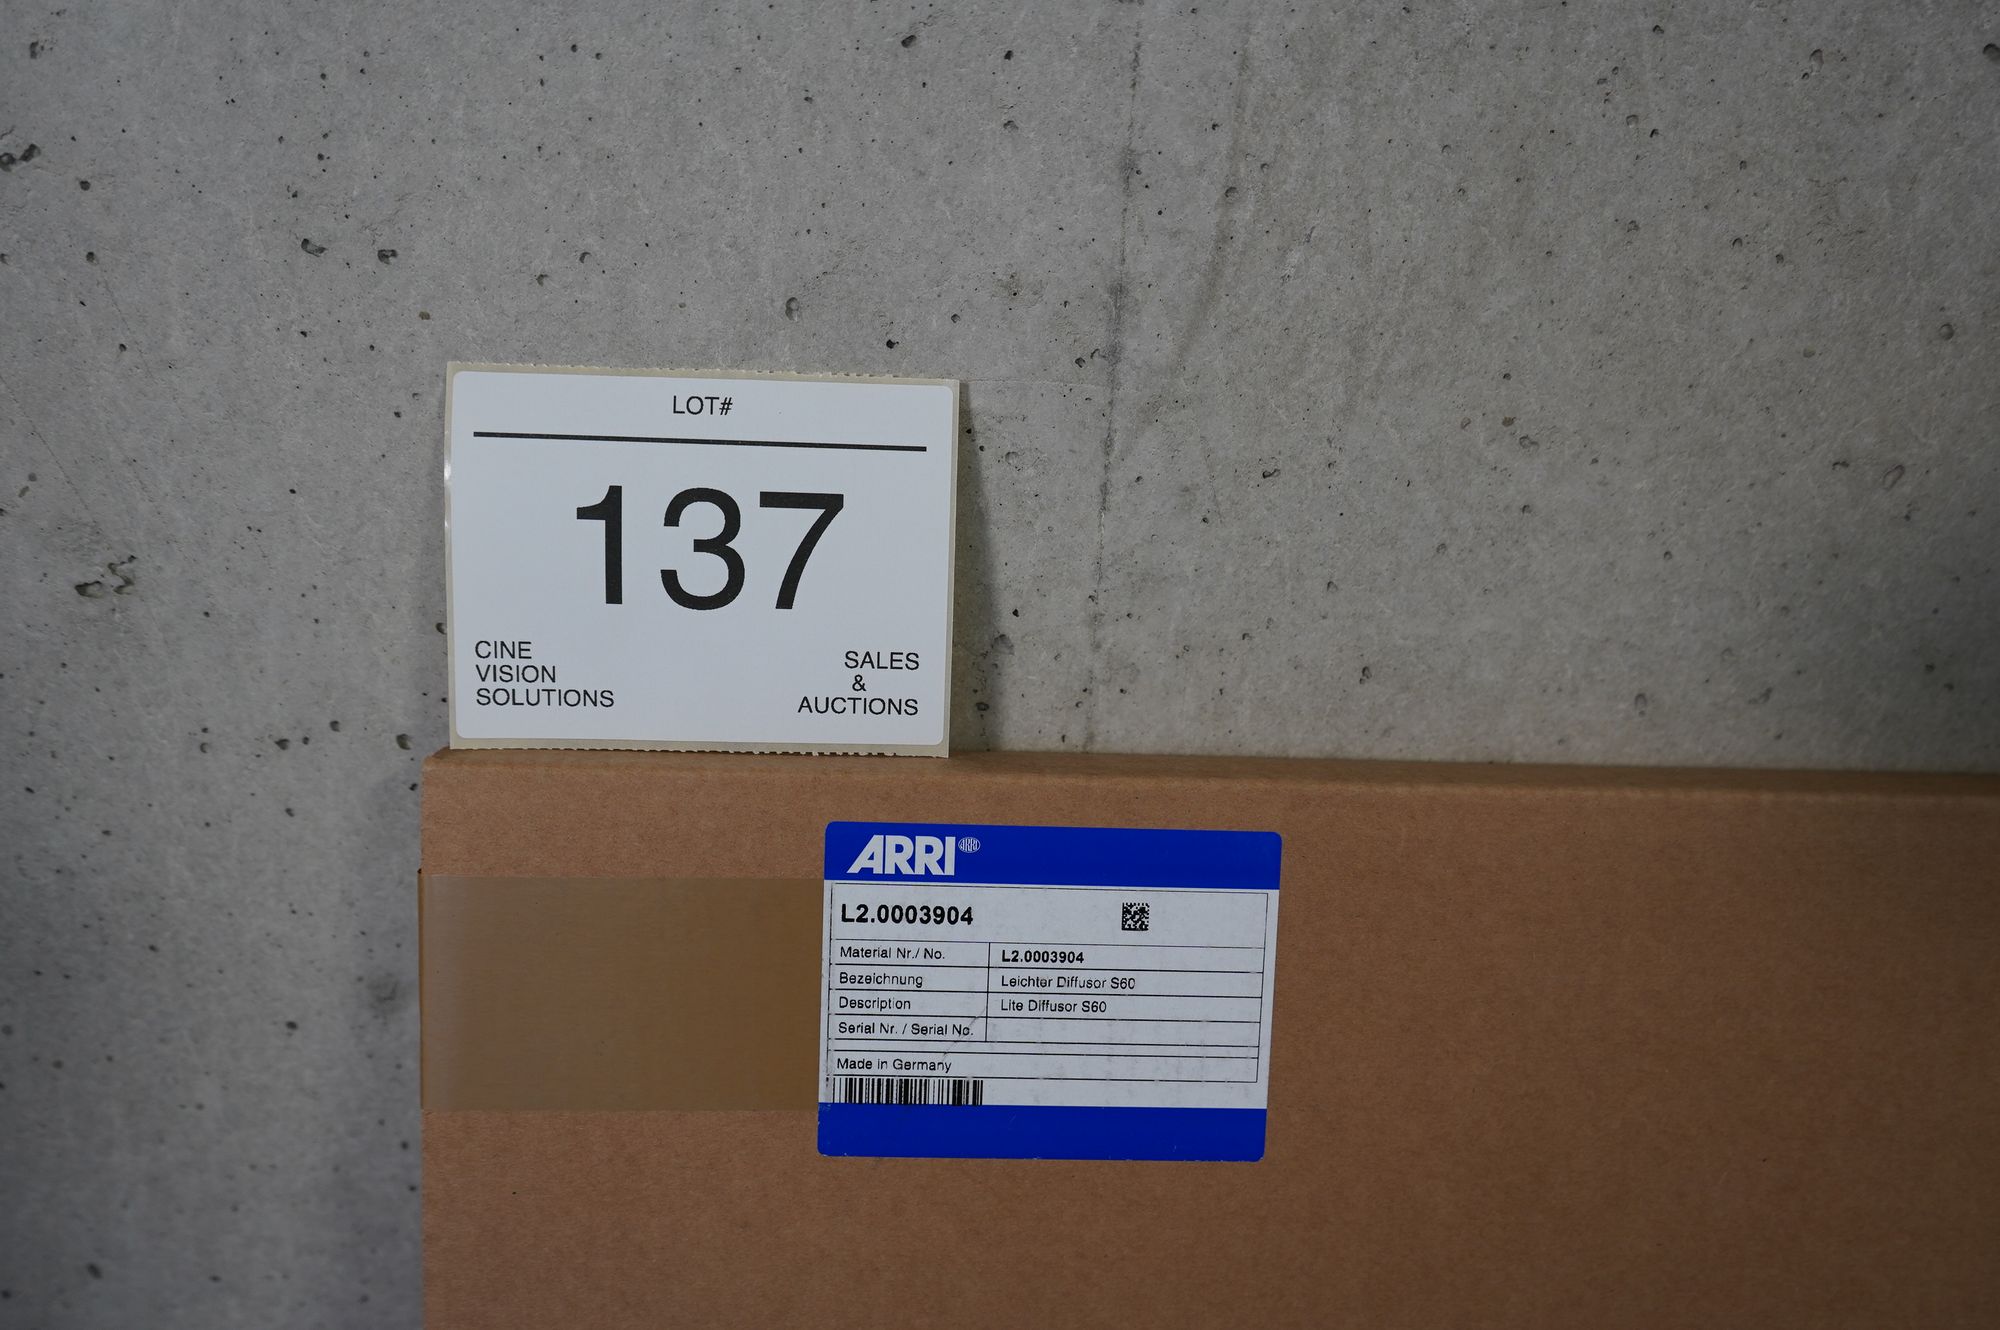 LOT#
137
CINE
VISION
SOLUTIONS
SALES
&
AUCTIONS
ARRI
L2.0003904
Material Nr./ No. L2.0003904
Bezeichnung Leichter Diffusor S60
Description Lite Diffusor S60
Serial Nr. / Serial No.
Made in Germany